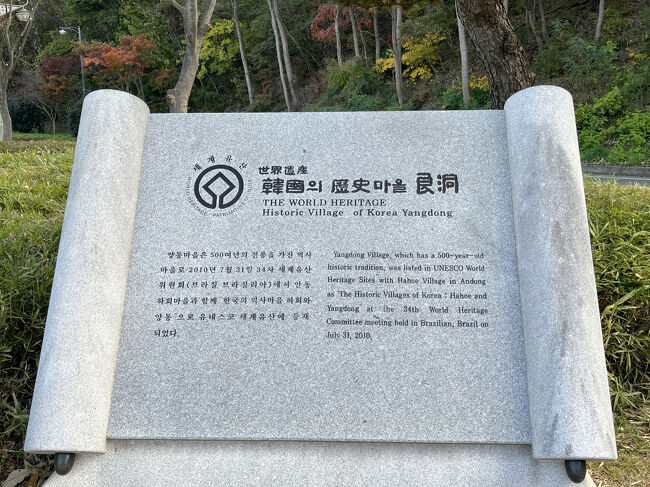 세계유산
WORLD HERITAGE · PATRIMOINE MONDIAL
世界遺産
韓國의 歷史마을 良洞
THE WORLD HERITAGE
Historic Village of Korea Yangdong
양동마을은 500여년의 전통을 가진 역사
마을로 2010년 7월 31일 34차 세계유산
위원회(브라질 브라질리아)에서 안동
하회마을과 함께 '한국의 역사마을 하회와
양동'으로 유네스코 세계유산에 등재
되었다.
Yangdong Village, which has a 500-year-old
historic tradition, was listed in UNESCO World
Heritage Sites with Hahoe Village in Andong
as 'The Historic Villages of Korea : Hahoe and
Yangdong at the 34th World Heritage
Committee meeting held in Brazilian, Brazil on
July 31, 2010.